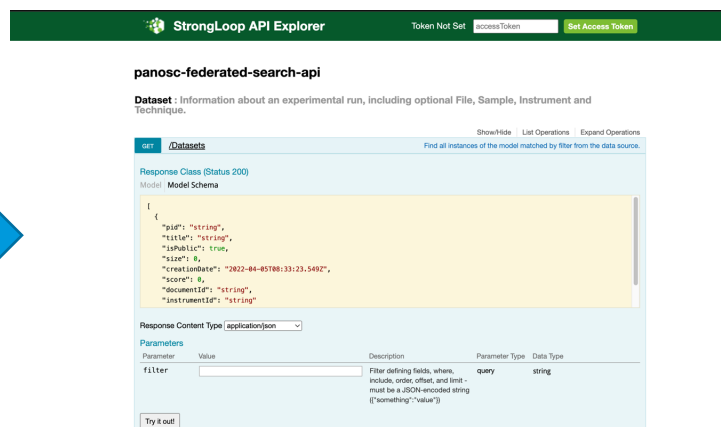 StrongLoop API Explorer
Token Not Set
accessToken
Set Access Token
panosc-federated-search-api
Dataset : Information about an experimental run, including optional File, Sample, Instrument and
Technique.
Show/Hide
List Operations
Expand Operations
GET
/Datasets
Find all instances of the model matched by filter from the data source.
Response Class (Status 200)
Model
Model Schema
[
{
"pid": "string",
"title": "string",
"isPublic": true,
"size": 0,
"creationDate": "2022-04-05T08:33:23.549Z",
"score": 0,
"documentId": "string",
"instrumentId": "string"
Response Content Type application/json
Parameters
Parameter
Value
Description
Parameter Type
Data Type
filter
Filter defining fields, where,
include, order, offset, and limit -
must be a JSON-encoded string
({"something":"value"})
query
string
Try it out!